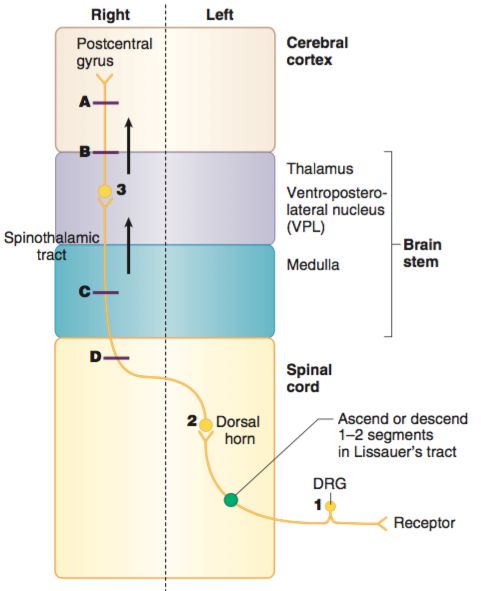 Right
Left
Postcentral
gyrus
Cerebral
cortex
A
B
3
Thalamus
Ventropostero-
lateral nucleus
(VPL)
Brain
stem
Spinothalamic
tract
Medulla
C
D
Spinal
cord
2
Dorsal
horn
Ascend or descend
1–2 segments
in Lissauer's tract
DRG
1
Receptor